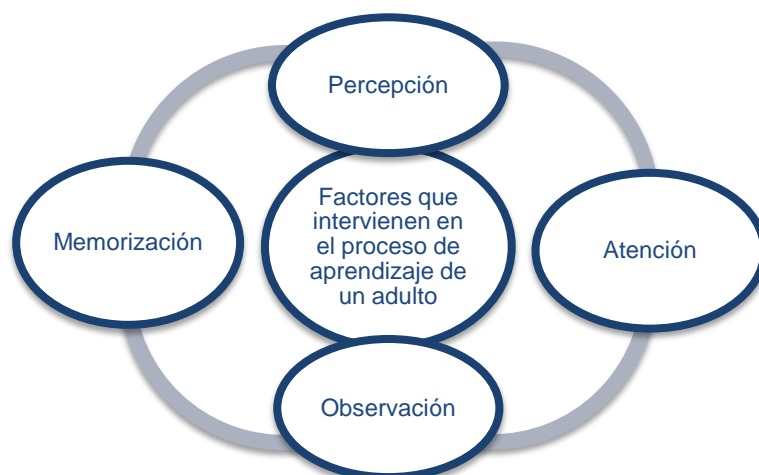 Percepción
Factores que
intervienen en
el proceso de
aprendizaje de
un adulto
Memorización
Atención
Observación